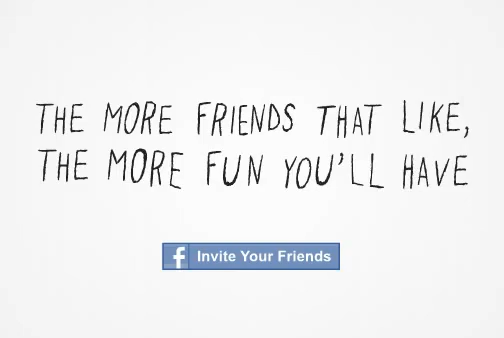 THE MORE FRIENDS THAT LIKE,
THE MORE FUN YOU'LL HAVE
f Invite Your Friends